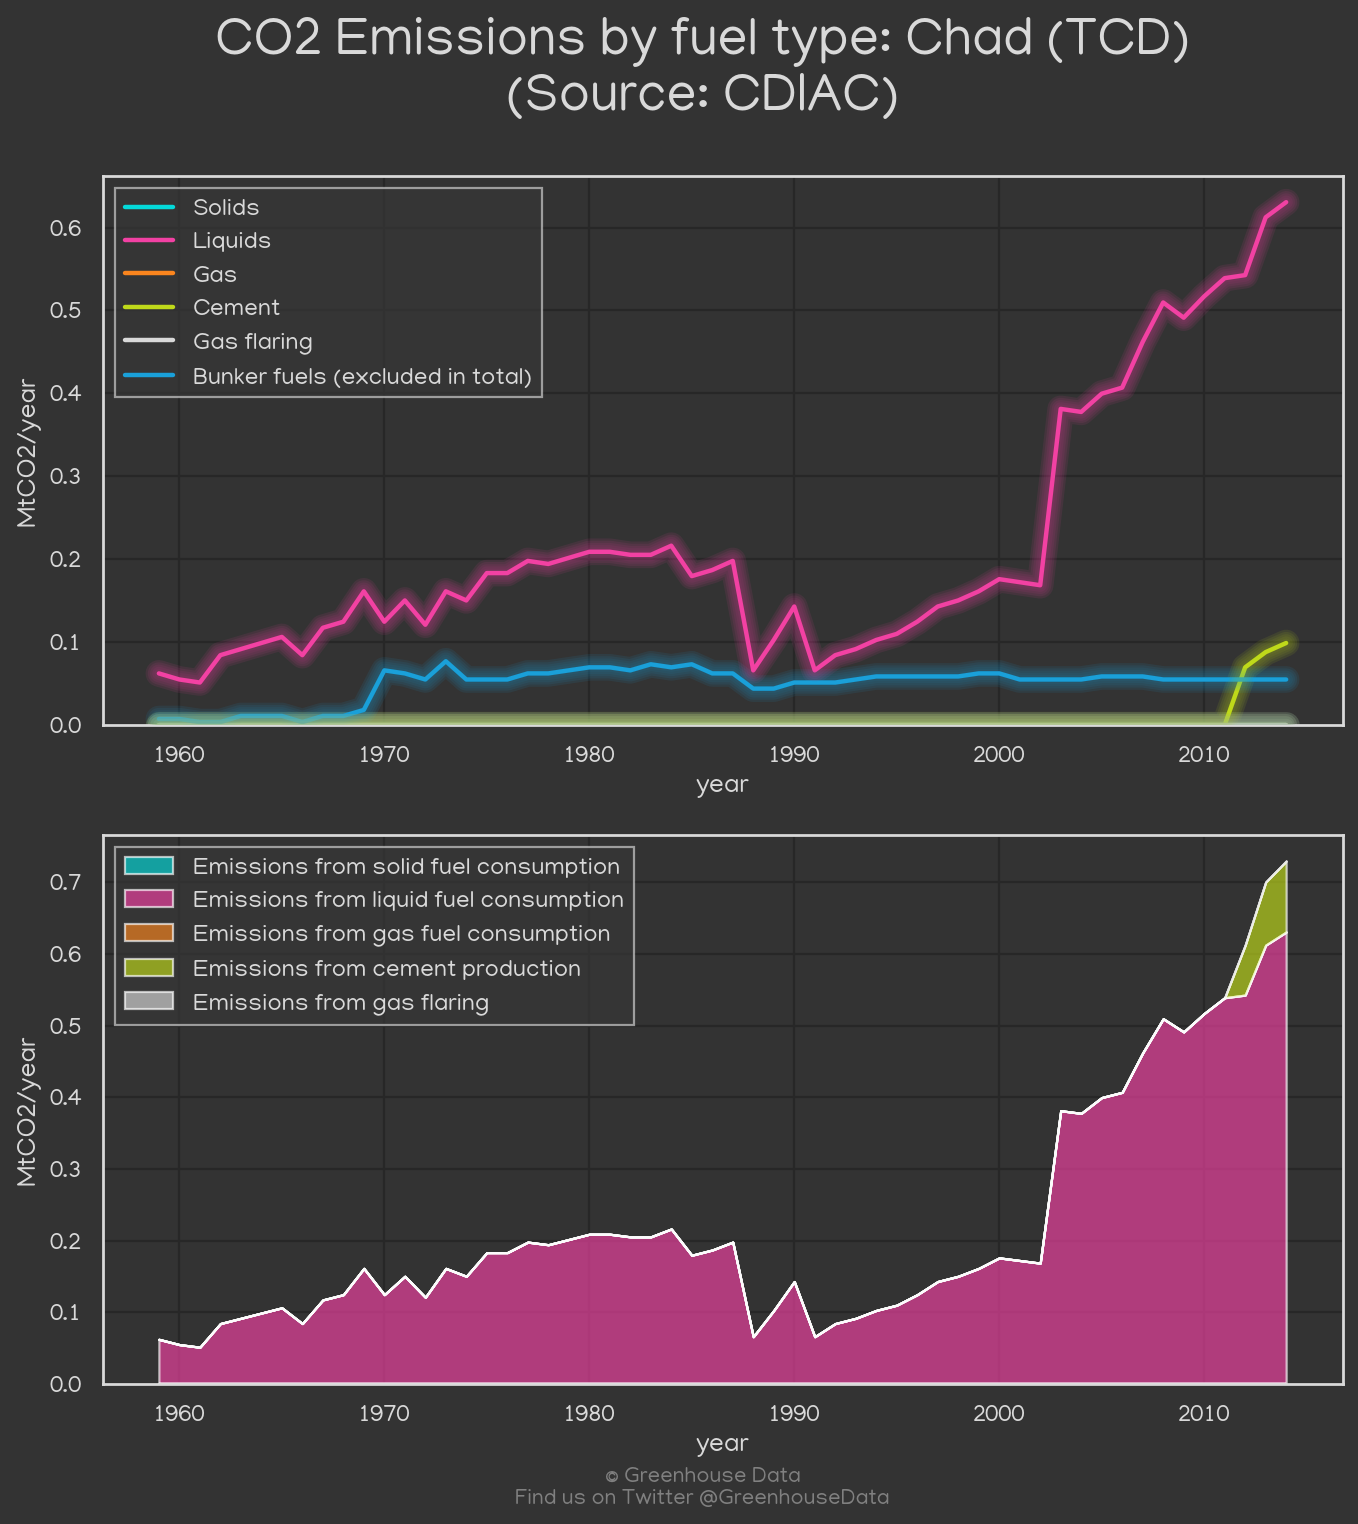 CO2 Emissions by fuel type: Chad (TCD)
(Source: CDIAC)
Solids
Liquids
Gas
Cement
Gas flaring
Bunker fuels (excluded in total)
MtCO2/year
0.6
0.5
0.4
0.3
0.2
0.1
0.0
1960 1970 1980 1990 2000 2010
year
Emissions from solid fuel consumption
Emissions from liquid fuel consumption
Emissions from gas fuel consumption
Emissions from cement production
Emissions from gas flaring
MtCO2/year
0.7
0.6
0.5
0.4
0.3
0.2
0.1
0.0
1960 1970 1980 1990 2000 2010
year
© Greenhouse Data
Find us on Twitter @GreenhouseData